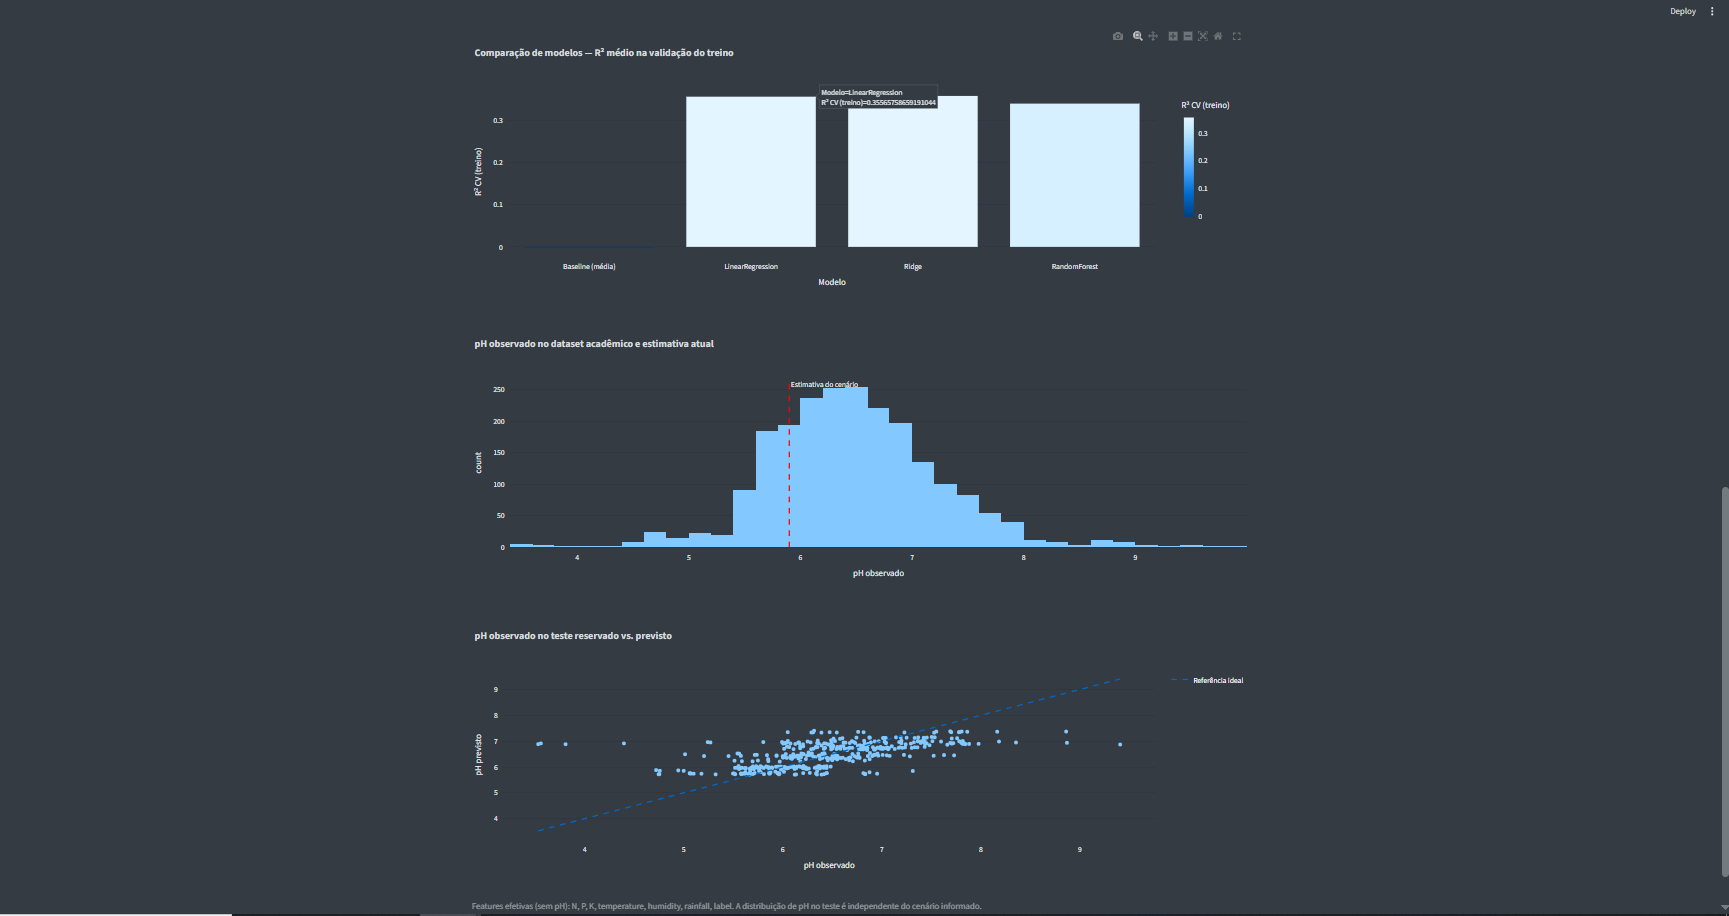 Deploy
Comparação de modelos — R² médio na validação do treino
Modelo=LinearRegression
R² CV (treino)=0.35565758659191044
R² CV (treino)
0.3
0.2
0.1
0
R² CV (treino)
0.3
0.2
0.1
0
Baseline (média) LinearRegression Ridge RandomForest
Modelo
pH observado no dataset acadêmico e estimativa atual
Estimativa do cenário
250
200
150
100
50
0
count
4 5 6 7 8 9
pH observado
pH observado no teste reservado vs. previsto
Referência ideal
9
8
7
6
5
4
pH previsto
4 5 6 7 8 9
pH observado
Features efetivas (sem pH): N, P, K, temperature, humidity, rainfall, label. A distribuição de pH no teste é independente do cenário informado.